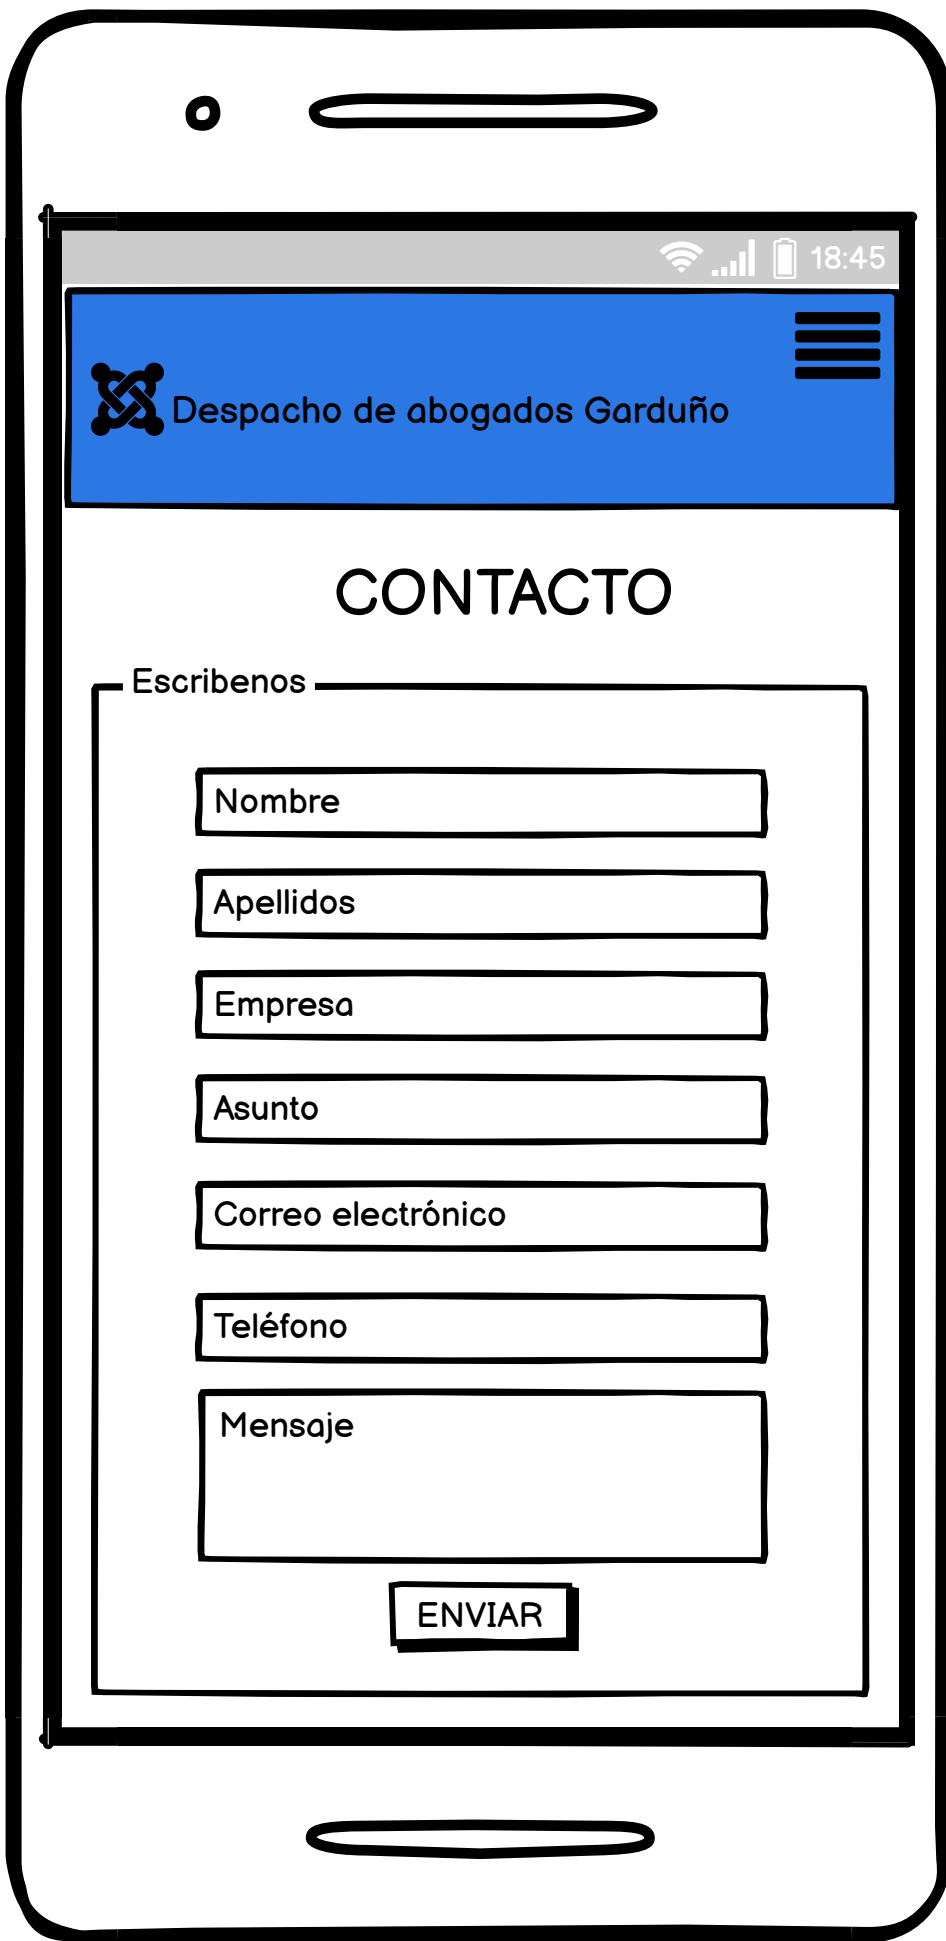 18:45
Despacho de abogados Garduño
CONTACTO
Escribenos
Nombre
Apellidos
Empresa
Asunto
Correo electrónico
Teléfono
Mensaje
ENVIAR